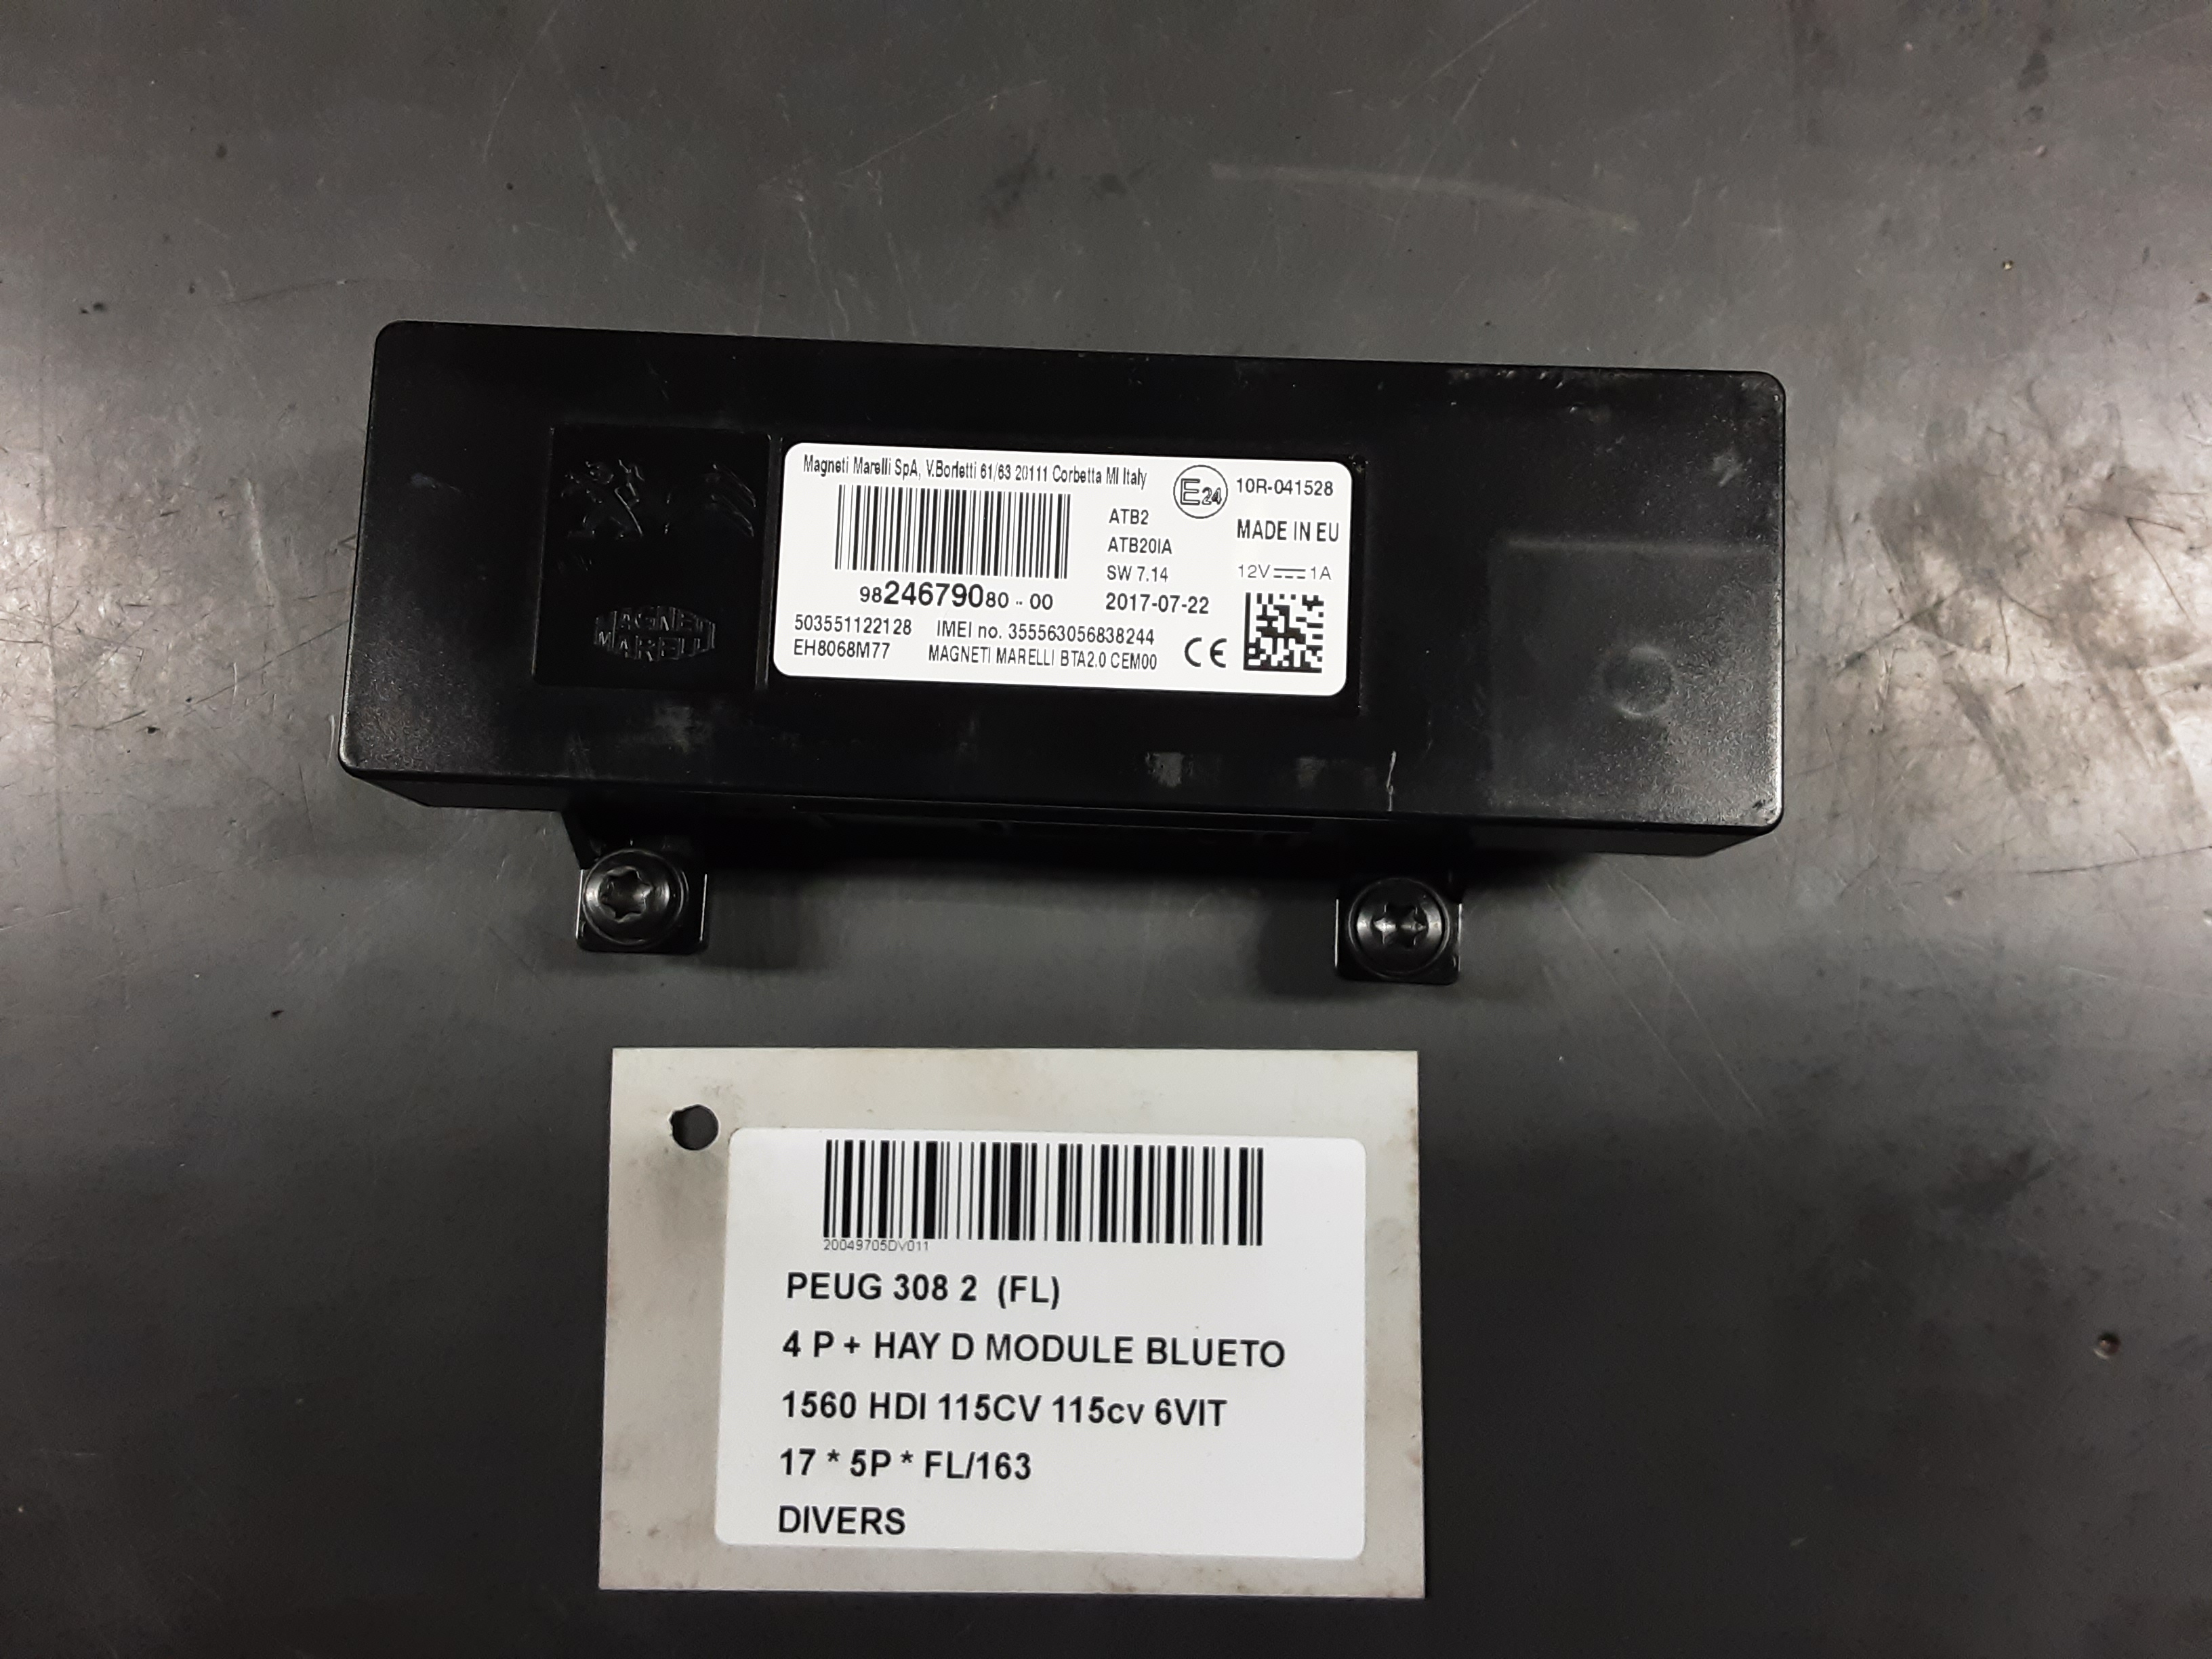 Magneti Marelli SpA, V.Borletti 61/63 20111 Corbetta MI Italy
E24
10R-041528
ATB2
MADE IN EU
ATB20IA
SW 7.14
12V 1A
9824679080 - 00
2017-07-22
503551122128
IMEI no. 355563056838244
EH8068M77
MAGNETI MARELLI BTA2.0 CEM00
CE
MAGNETI
MARELLI
20049705DV011
PEUG 308 2 (FL)
4 P + HAY D MODULE BLUETO
1560 HDI 115CV 115cv 6VIT
17 * 5P * FL/163
DIVERS